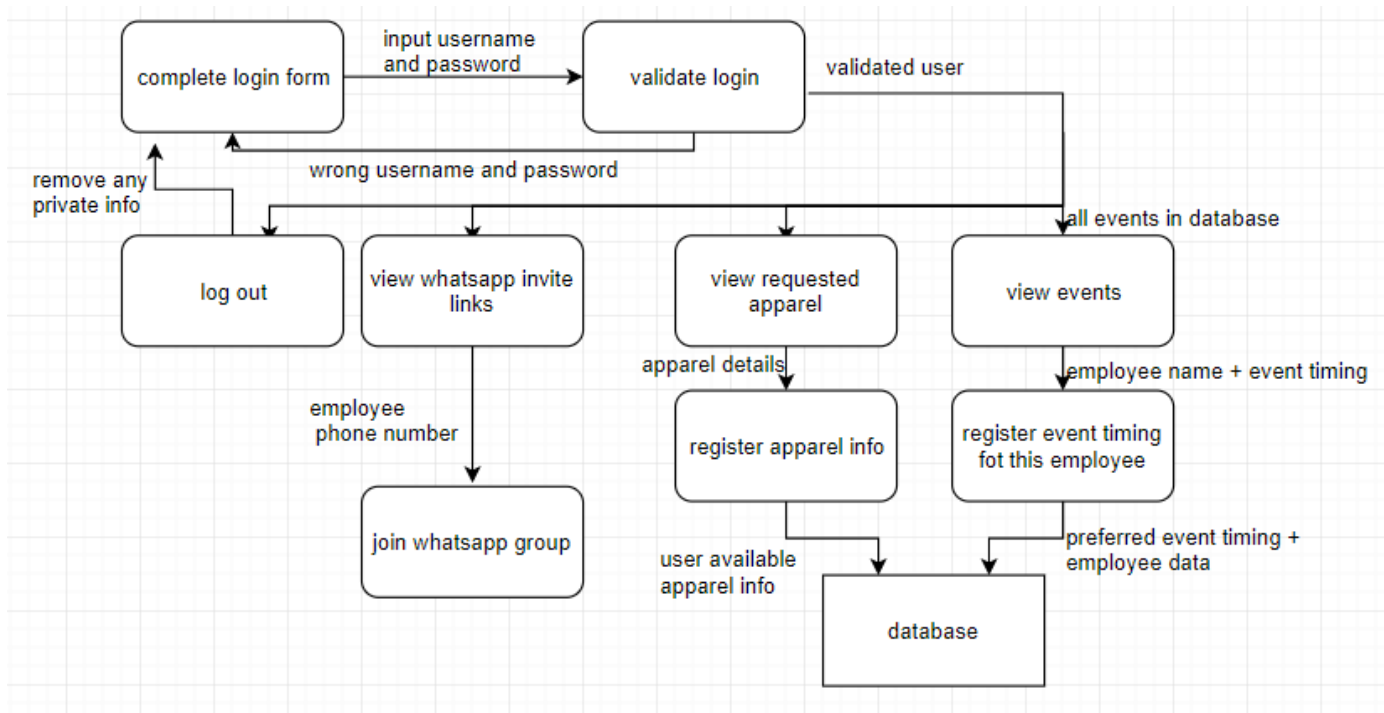 input username
and password
complete login form
validate login
validated user
wrong username and password
remove any
private info
all events in database
log out
view whatsapp invite
links
view requested
apparel
view events
apparel details
employee name + event timing
employee
phone number
register apparel info
register event timing
fot this employee
join whatsapp group
user available
apparel info
preferred event timing +
employee data
database